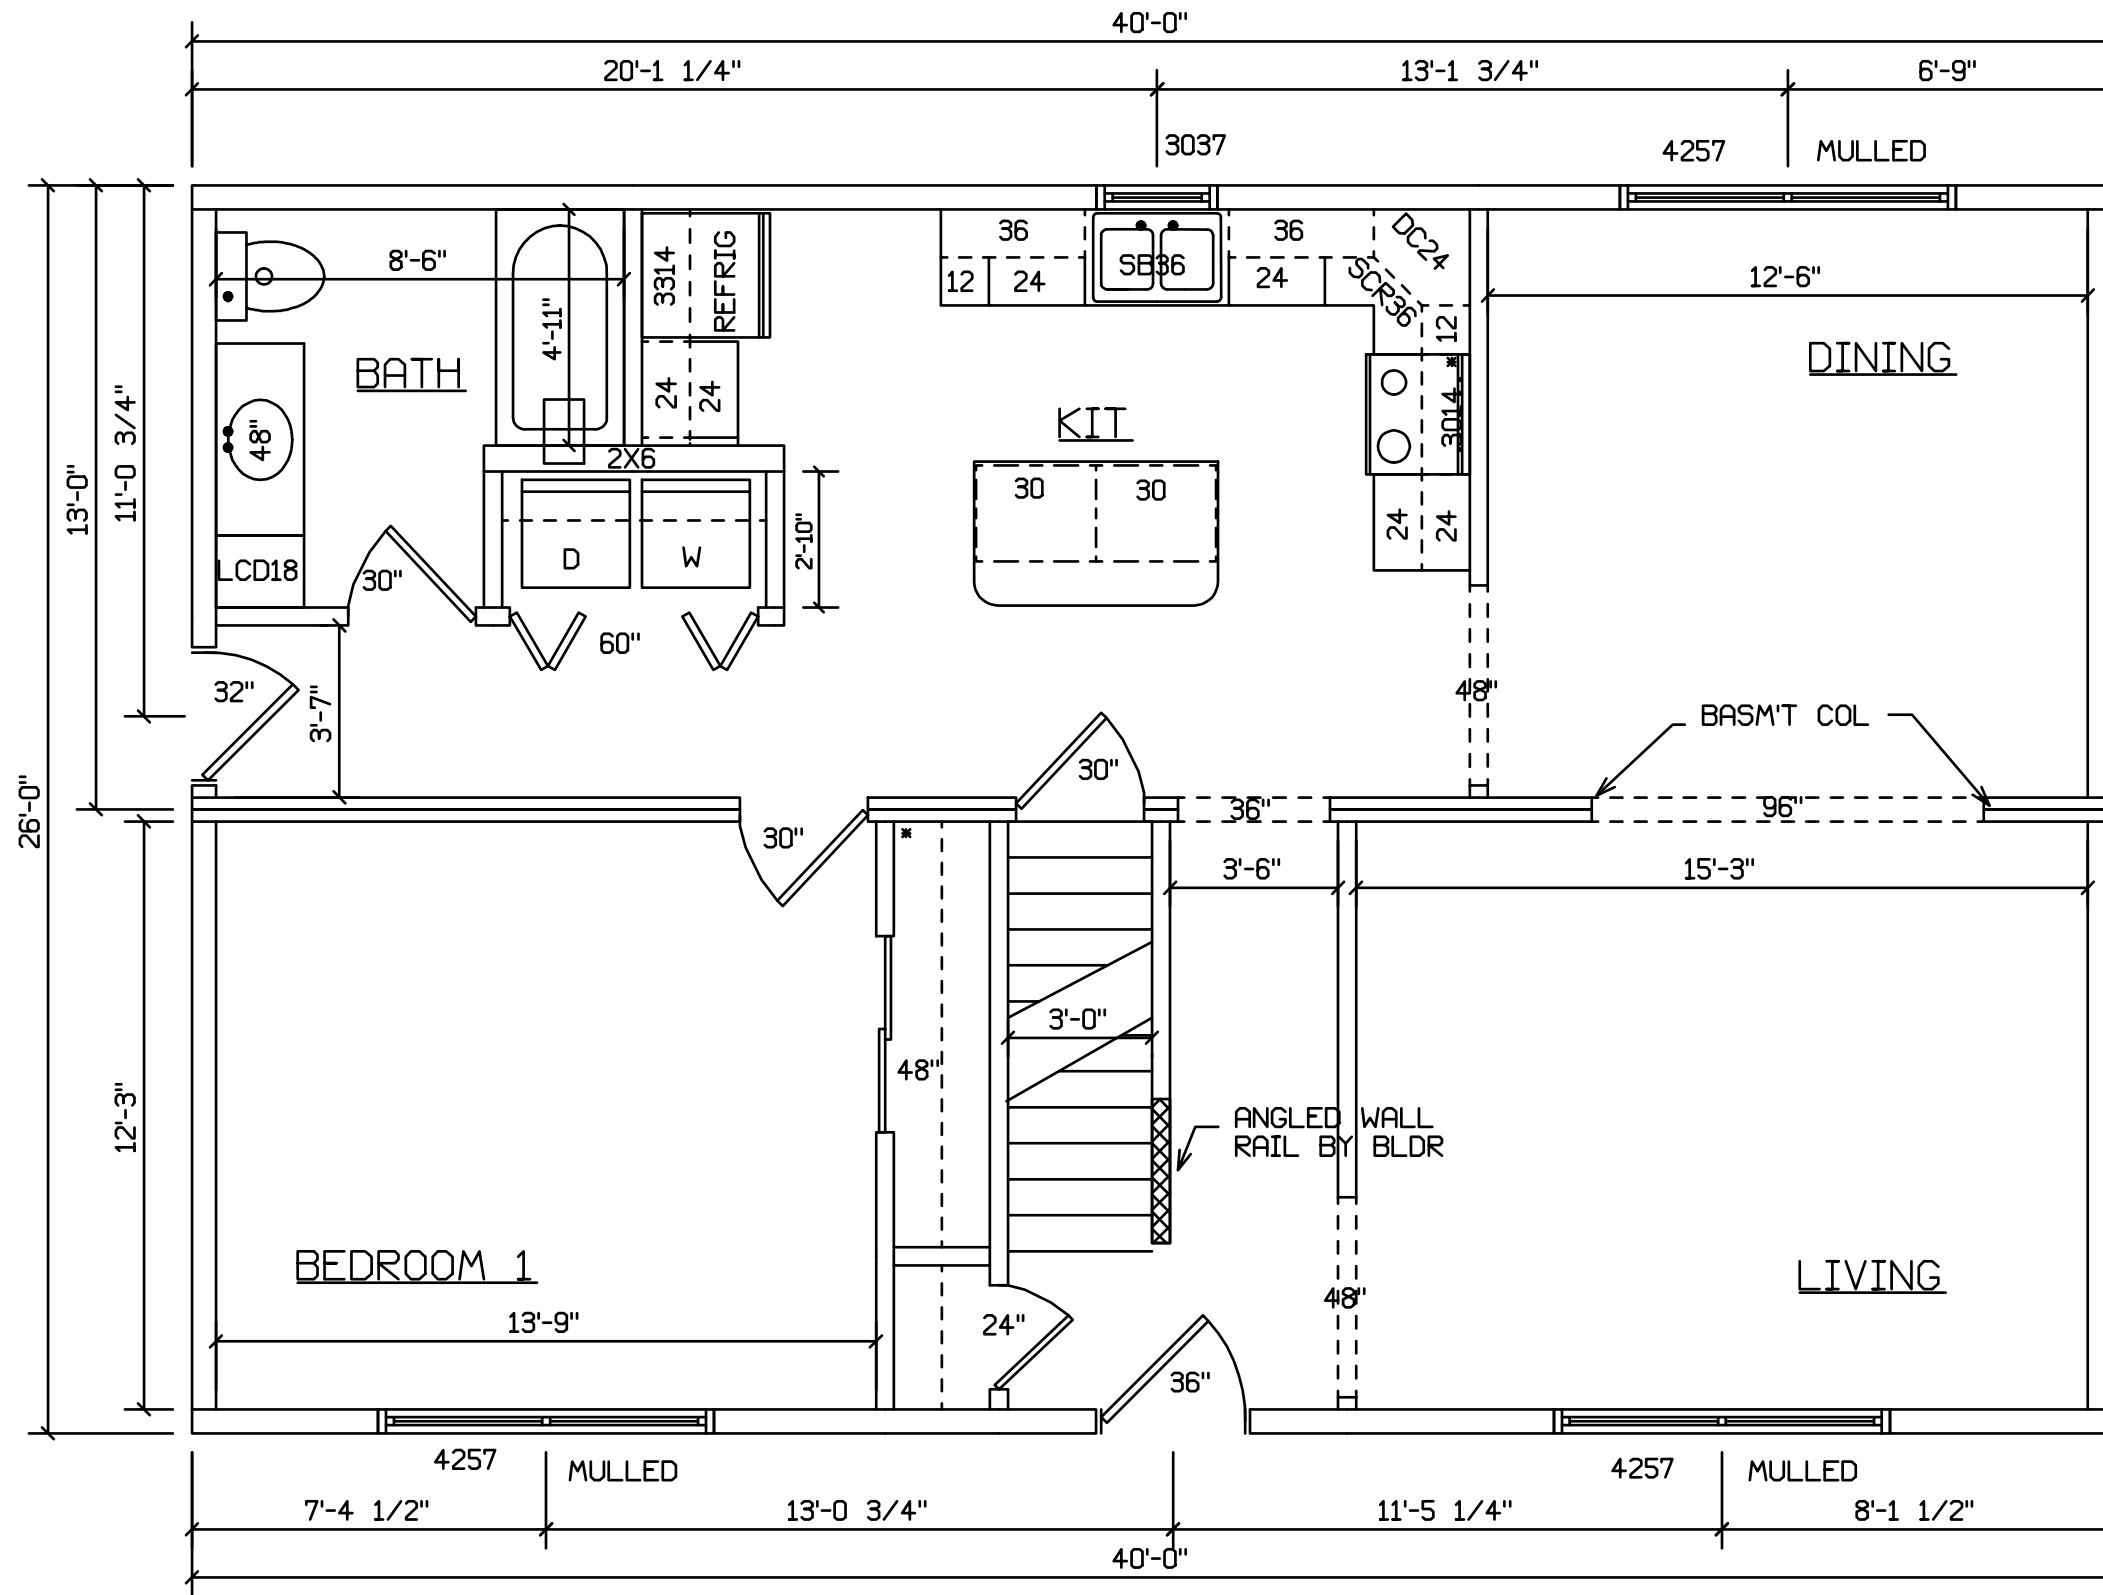 40'-0"
20'-1 1/4"
13'-1 3/4"
6'-9"
3037
4257
MULLED
36
36
DC24
8'-6"
3314
REFRIG
12
24
SB36
24
SCR36
12'-6"
4'-11"
12
BATH
DINING
24
24
3014
KIT
48"
2X6
11'-0 3/4"
13'-0"
30
30
24
24
2'-10"
D
W
LCD18
30"
60"
32"
3'-7"
48"
BASM'T COL
30"
36"
96"
26'-0"
30"
3'-6"
15'-3"
3'-0"
48"
12'-3"
ANGLED WALL
RAIL BY BLDR
BEDROOM 1
LIVING
48"
13'-9"
24"
36"
4257
MULLED
4257
MULLED
7'-4 1/2"
13'-0 3/4"
11'-5 1/4"
8'-1 1/2"
40'-0"